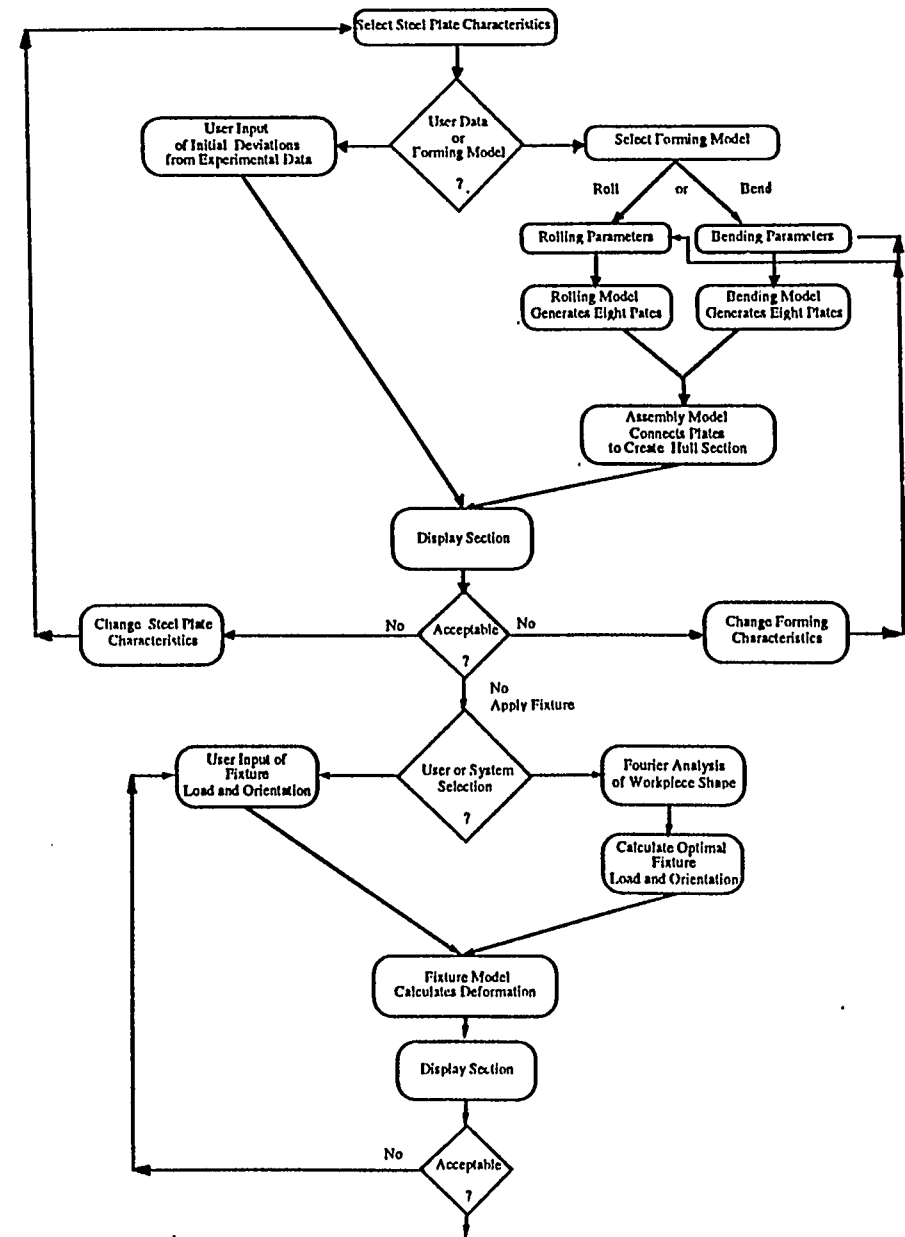 Select Steel Plate Characteristics
User Data
or
Forming Model
?
User Input
of Initial Deviations
from Experimental Data
Select Forming Model
Roll or Bend
Rolling Parameters
Bending Parameters
Rolling Model
Generates Eight Pates
Bending Model
Generates Eight Plates
Assembly Model
Connects Plates
to Create Hull Section
Display Section
Acceptable
?
No
No
Change Steel Plate
Characteristics
Change Forming
Characteristics
No
Apply Fixture
User or System
Selection
?
User Input of
Fixture
Load and Orientation
Fourier Analysis
of Workpiece Shape
Calculate Optimal
Fixture
Load and Orientation
Fixture Model
Calculates Deformation
Display Section
No
Acceptable
?